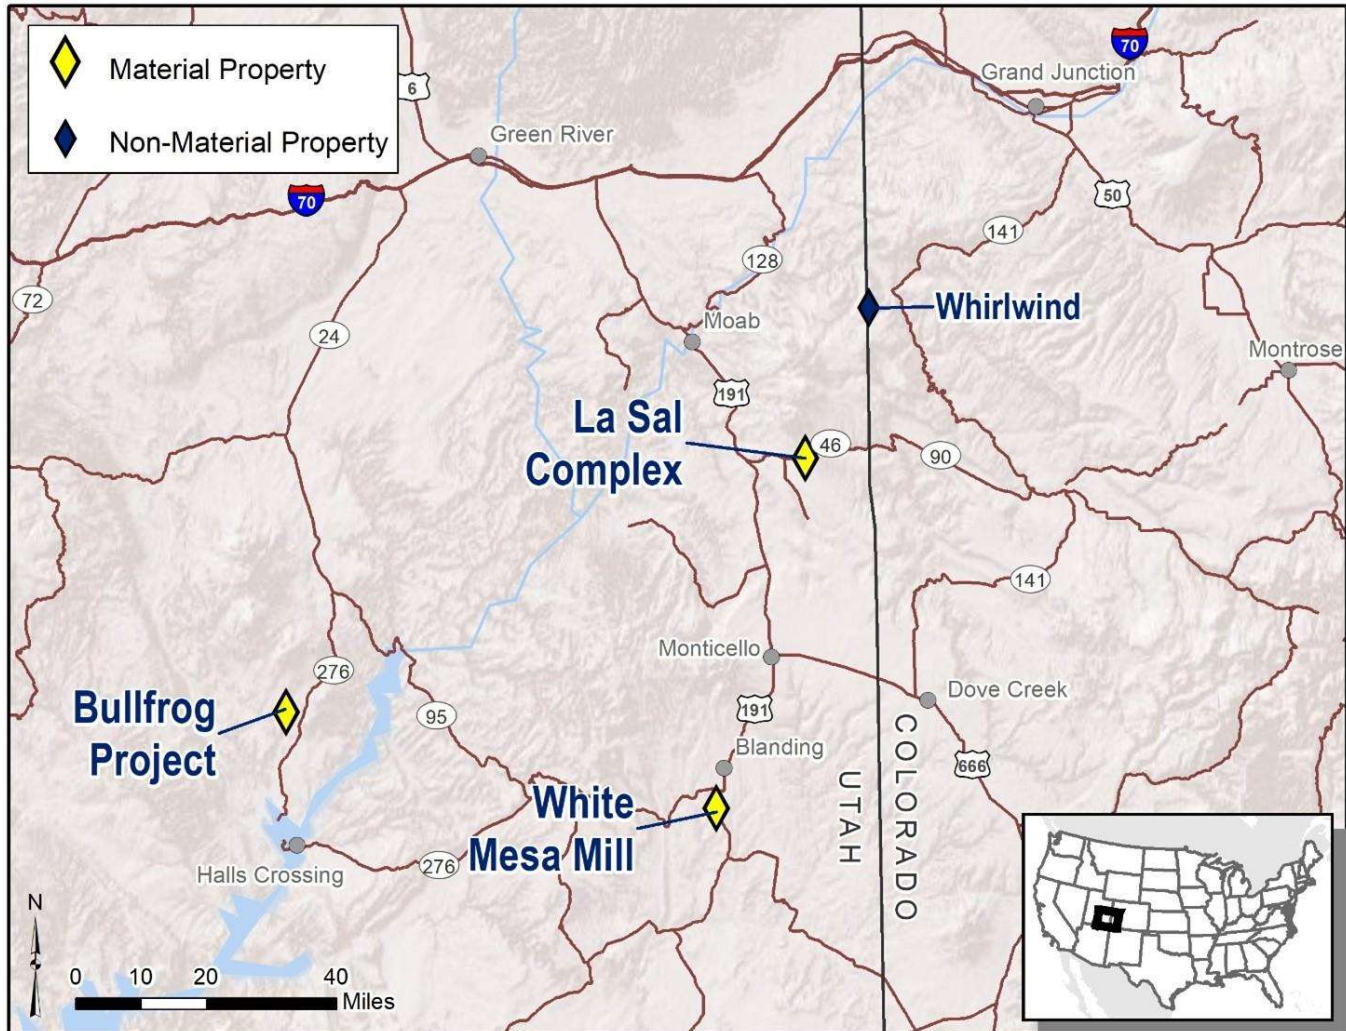 Material Property
Non-Material Property
6
70
Grand Junction
Green River
70
50
141
128
72
Whirlwind
24
Moab
Montrose
191
La Sal
Complex
46
90
141
Monticello
276
Dove Creek
Bullfrog
Project
95
191
Blanding
666
UTAH
COLORADO
White
Mesa Mill
Halls Crossing
276
N
0 10 20 40
Miles